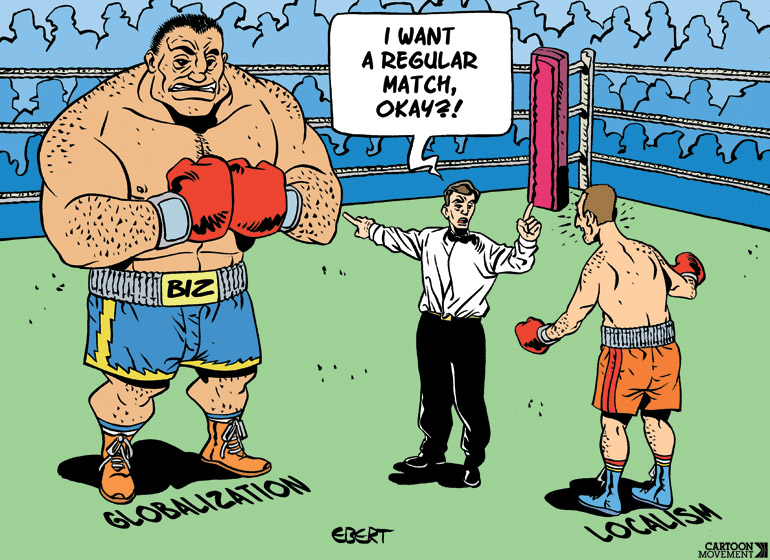 I WANT
A REGULAR
MATCH,
OKAY?!
BIZ
GLOBALIZATION
LOCALISM
EBERT
CARTOON
MOVEMENT